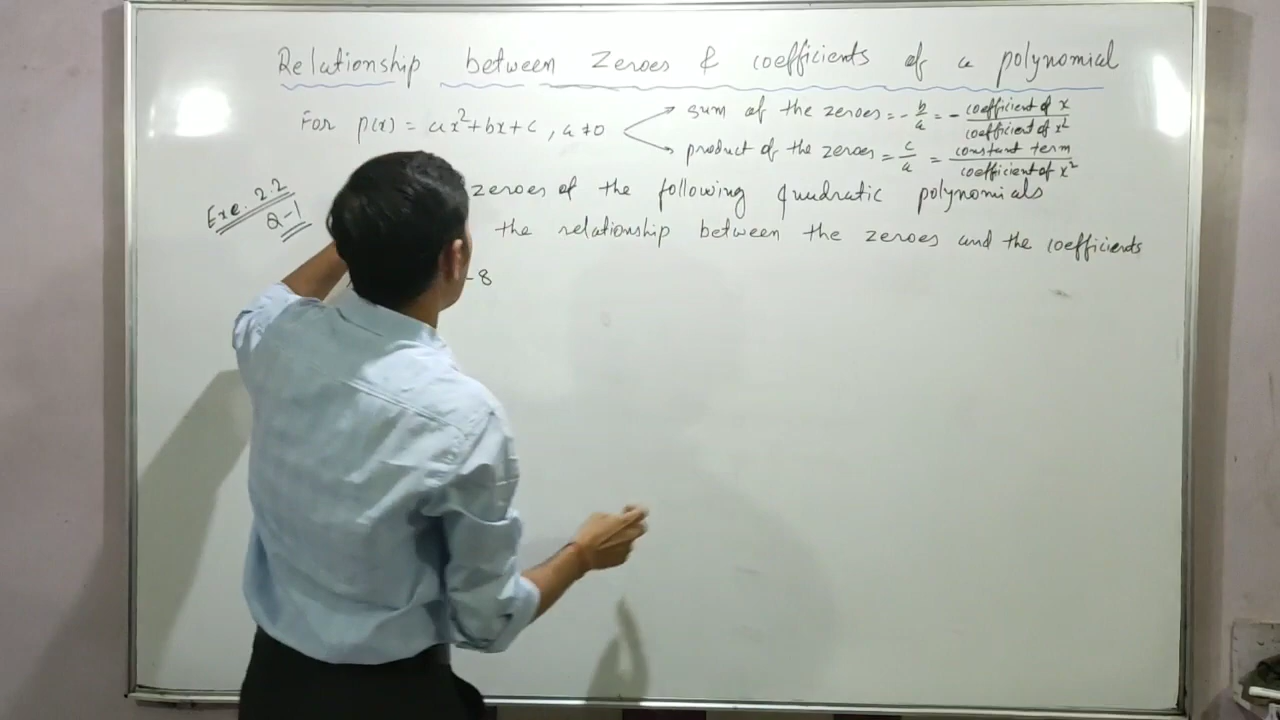 Relationship between Zeroes & coefficients of a polynomial
For p(x) = ax²+bx+c, a≠0
sum of the zeroes = - b/a = - coefficient of x / coefficient of x²
product of the zeroes = c/a = constant term / coefficient of x²
Exe. 2.2
Q-1
zeroes of the following quadratic polynomials
the relationship between the zeroes and the coefficients
-8